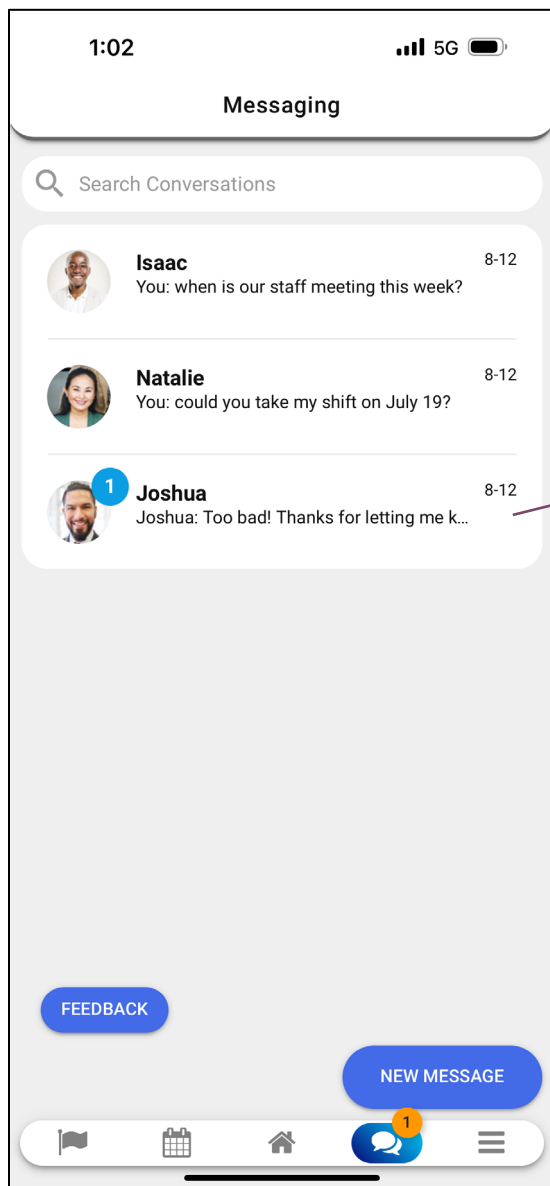 1:02
5G
Messaging
Search Conversations
Isaac
8-12
You: when is our staff meeting this week?
Natalie
8-12
You: could you take my shift on July 19?
1
Joshua
8-12
Joshua: Too bad! Thanks for letting me k...
FEEDBACK
NEW MESSAGE
1